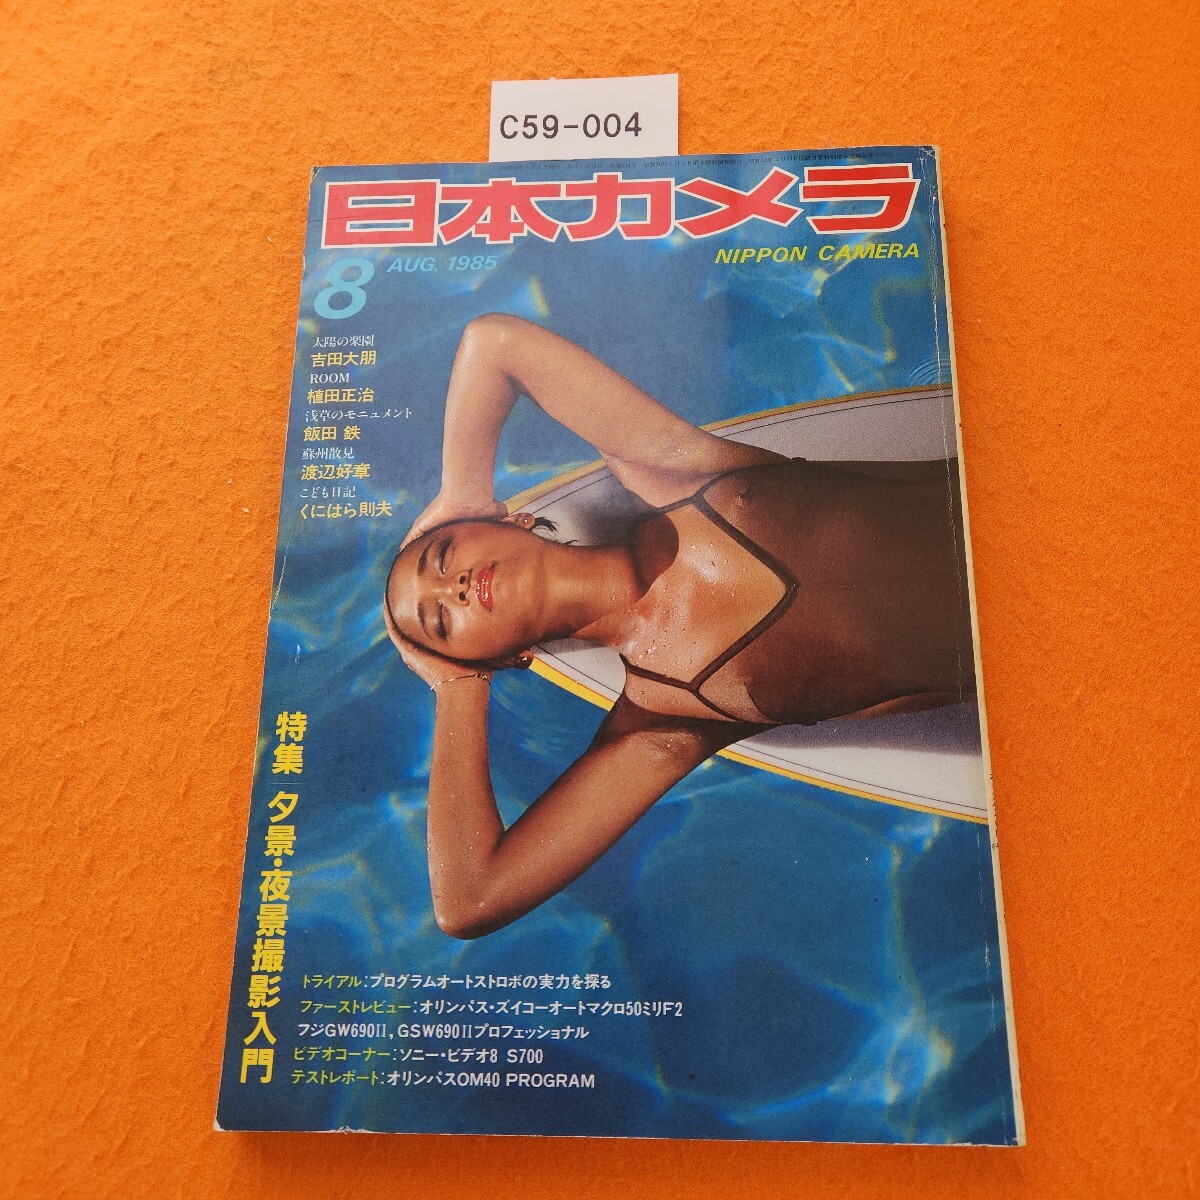 C59-004
日本カメラ
NIPPON CAMERA
8
AUG. 1985
太陽の楽園
吉田大朋
ROOM
植田正治
浅草のモニュメント
飯田 鉄
蘇州散見
渡辺好章
こども日記
くにはら則夫
特集 夕景・夜景撮影入門
トライアル:プログラムオートストロボの実力を探る
ファーストレビュー:オリンパス・ズイコーオートマクロ50ミリF2
フジGW690II, GSW690IIプロフェッショナル
ビデオコーナー:ソニー・ビデオ8 S700
テストレポート:オリンパスOM40 PROGRAM